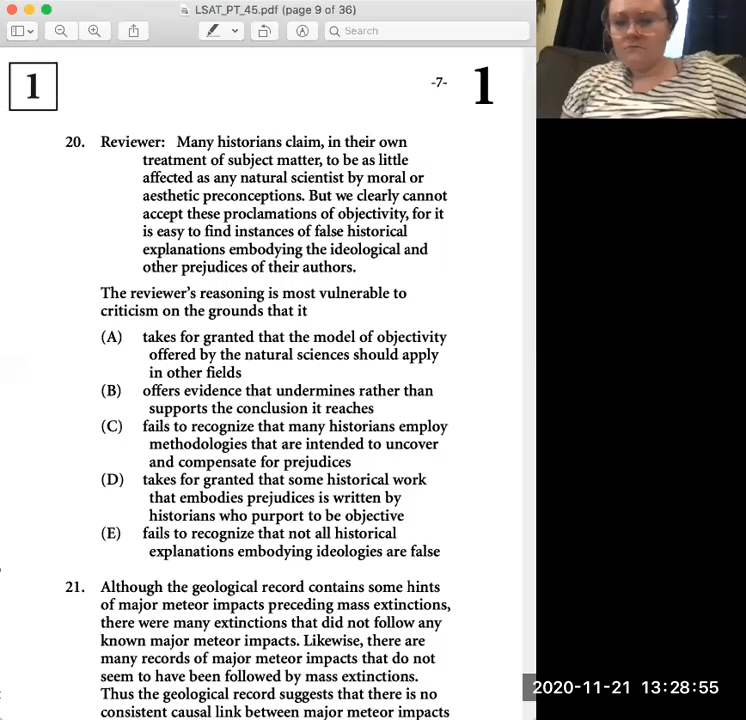 LSAT_PT_45.pdf (page 9 of 36)
Search
1
-7- 1
20. Reviewer: Many historians claim, in their own
treatment of subject matter, to be as little
affected as any natural scientist by moral or
aesthetic preconceptions. But we clearly cannot
accept these proclamations of objectivity, for it
is easy to find instances of false historical
explanations embodying the ideological and
other prejudices of their authors.
The reviewer's reasoning is most vulnerable to
criticism on the grounds that it
(A) takes for granted that the model of objectivity
offered by the natural sciences should apply
in other fields
(B) offers evidence that undermines rather than
supports the conclusion it reaches
(C) fails to recognize that many historians employ
methodologies that are intended to uncover
and compensate for prejudices
(D) takes for granted that some historical work
that embodies prejudices is written by
historians who purport to be objective
(E) fails to recognize that not all historical
explanations embodying ideologies are false
21. Although the geological record contains some hints
of major meteor impacts preceding mass extinctions,
there were many extinctions that did not follow any
known major meteor impacts. Likewise, there are
many records of major meteor impacts that do not
seem to have been followed by mass extinctions.
Thus the geological record suggests that there is no
consistent causal link between major meteor impacts
2020-11-21 13:28:55